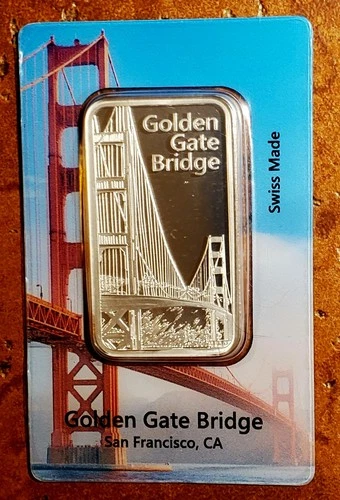 Golden
Gate
Bridge
Swiss Made
Golden Gate Bridge
San Francisco, CA